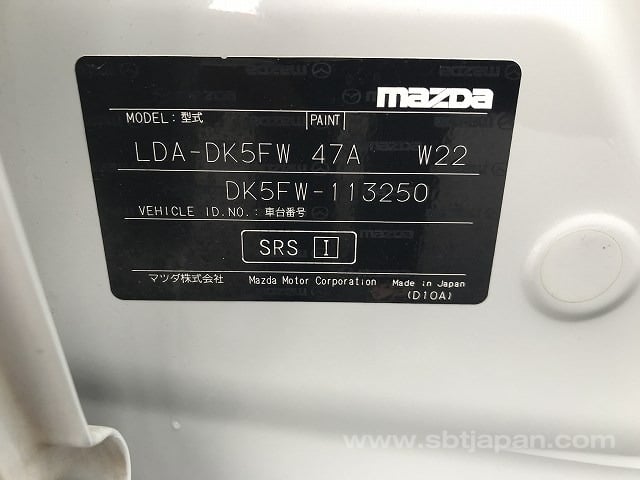 mazda
MODEL: 型式 PAINT
LDA-DK5FW 47A W22
DK5FW-113250
VEHICLE I.D.NO.: 車台番号
SRS I
マツダ株式会社 Mazda Motor Corporation Made in Japan
(D10A)
www.sbtjapan.com